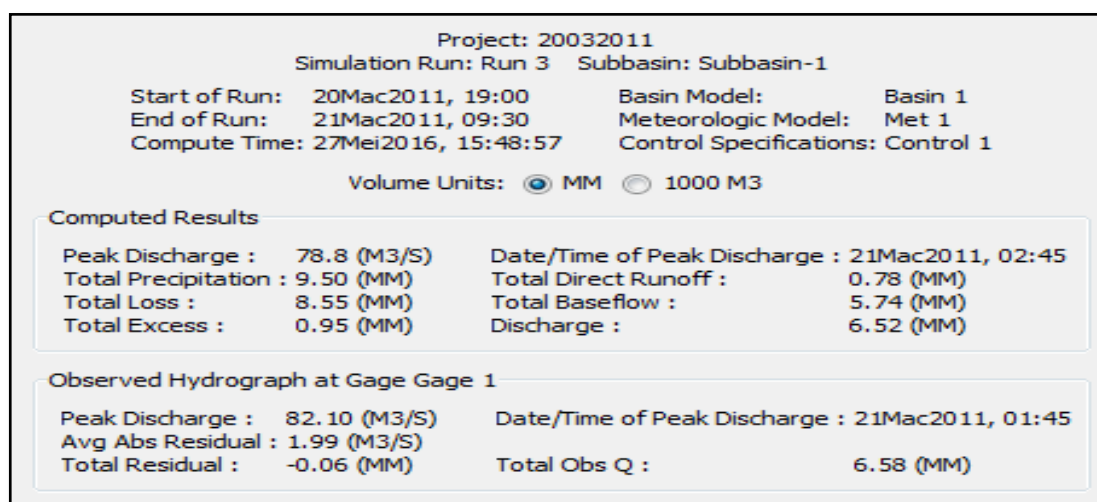 Project: 20032011
Simulation Run: Run 3 Subbasin: Subbasin-1
Start of Run: 20Mac2011, 19:00 Basin Model: Basin 1
End of Run: 21Mac2011, 09:30 Meteorologic Model: Met 1
Compute Time: 27Mei2016, 15:48:57 Control Specifications: Control 1
Volume Units: MM 1000 M3
Computed Results
Peak Discharge : 78.8 (M3/S) Date/Time of Peak Discharge : 21Mac2011, 02:45
Total Precipitation : 9.50 (MM) Total Direct Runoff : 0.78 (MM)
Total Loss : 8.55 (MM) Total Baseflow : 5.74 (MM)
Total Excess : 0.95 (MM) Discharge : 6.52 (MM)
Observed Hydrograph at Gage Gage 1
Peak Discharge : 82.10 (M3/S) Date/Time of Peak Discharge : 21Mac2011, 01:45
Avg Abs Residual : 1.99 (M3/S)
Total Residual : -0.06 (MM) Total Obs Q : 6.58 (MM)